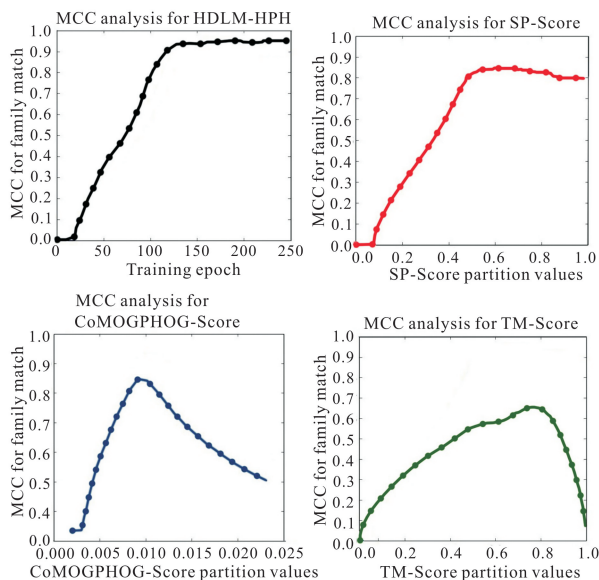 MCC analysis for HDLM-HPH
MCC for family match
1.0
0.9
0.8
0.7
0.6
0.5
0.4
0.3
0.2
0.1
0.0
0 50 100 150 200 250
Training epoch
MCC analysis for SP-Score
MCC for family match
1.0
0.9
0.8
0.7
0.6
0.5
0.4
0.3
0.2
0.1
0.0
0.0 0.2 0.4 0.6 0.8 1.0
SP-Score partition values
MCC analysis for
CoMOGPHOG-Score
MCC for family match
1.0
0.9
0.8
0.7
0.6
0.5
0.4
0.3
0.0
0.000 0.005 0.010 0.015 0.020 0.025
CoMOGPHOG-Score partition values
MCC analysis for TM-Score
MCC for family match
1.0
0.9
0.8
0.7
0.6
0.5
0.4
0.3
0.2
0.1
0.0
0.0 0.2 0.4 0.6 0.8 1.0
TM-Score partition values